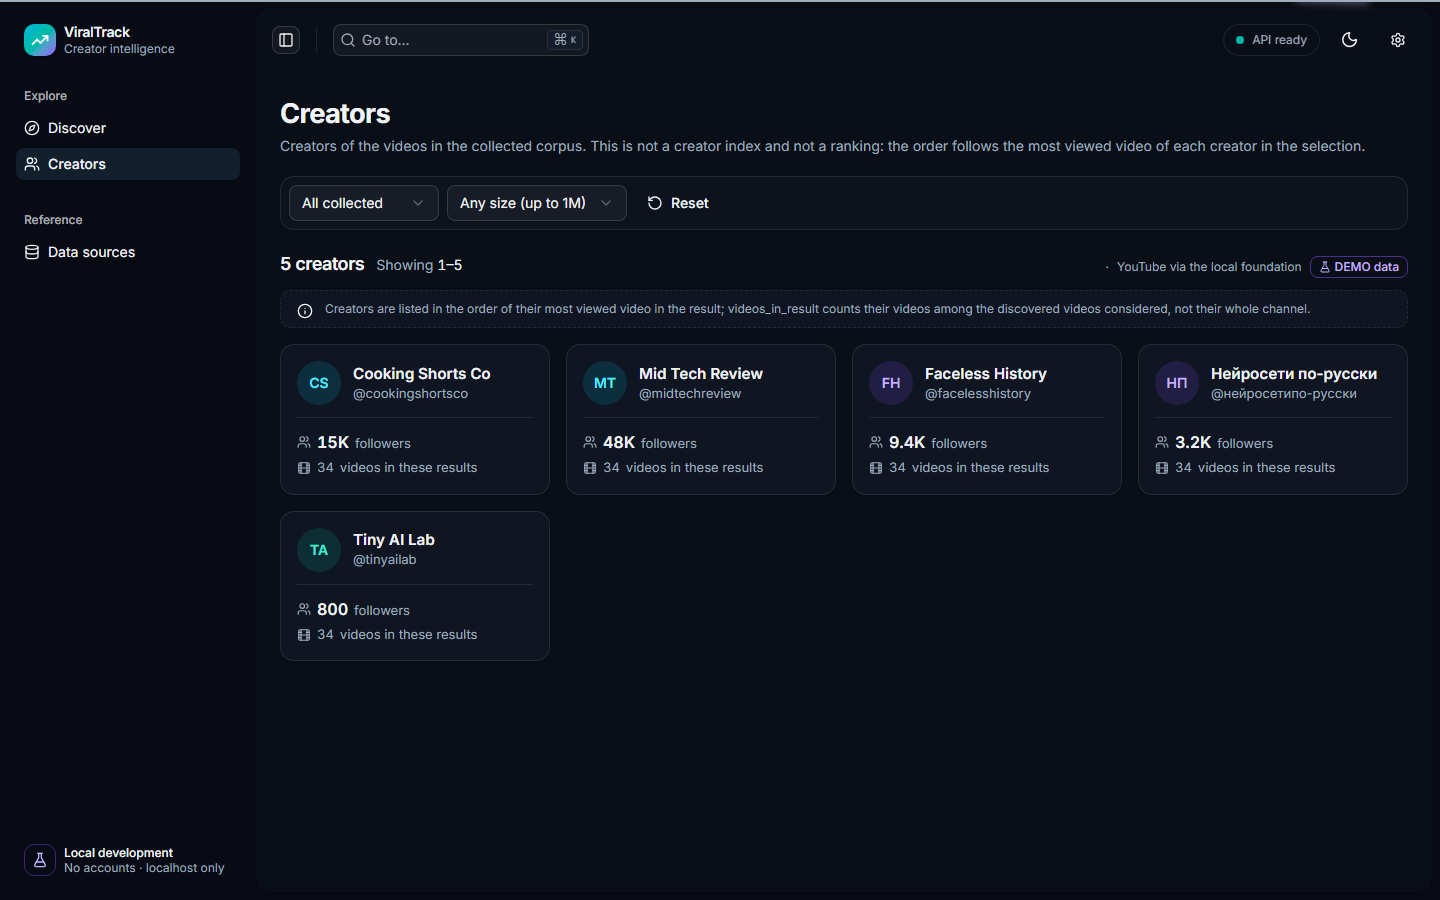 ViralTrack
Creator intelligence
Explore
Discover
Creators
Reference
Data sources
Local development
No accounts · localhost only
Go to...
⌘ K
API ready
Creators
Creators of the videos in the collected corpus. This is not a creator index and not a ranking: the order follows the most viewed video of each creator in the selection.
All collected
Any size (up to 1M)
Reset
5 creators Showing 1–5
· YouTube via the local foundation DEMO data
Creators are listed in the order of their most viewed video in the result; videos_in_result counts their videos among the discovered videos considered, not their whole channel.
CS
Cooking Shorts Co
@cookingshortsco
15K followers
34 videos in these results
MT
Mid Tech Review
@midtechreview
48K followers
34 videos in these results
FH
Faceless History
@facelesshistory
9.4K followers
34 videos in these results
НП
Нейросети по-русски
@нейросетипо-русски
3.2K followers
34 videos in these results
TA
Tiny AI Lab
@tinyailab
800 followers
34 videos in these results